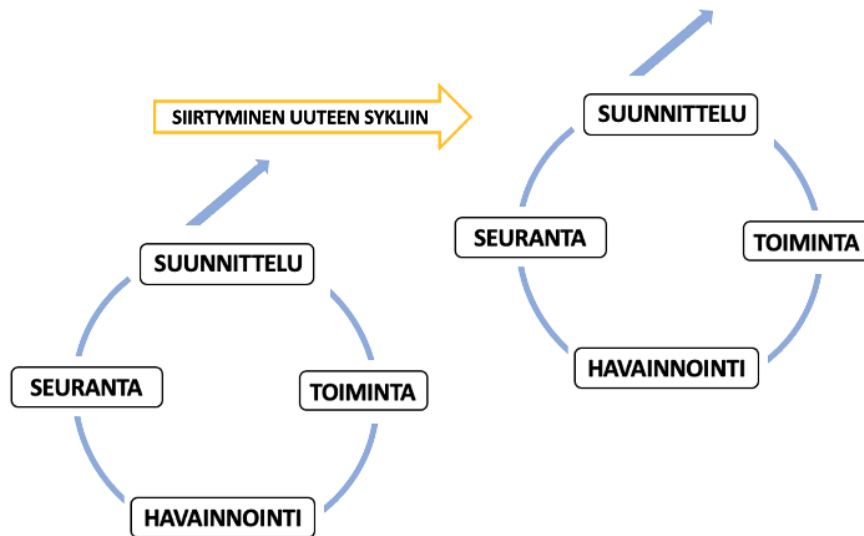 SUUNNITTELU
SIIRTYMINEN UUTEEN SYKLIIN
SEURANTA
TOIMINTA
SUUNNITTELU
HAVAINNOINTI
SEURANTA
TOIMINTA
HAVAINNOINTI